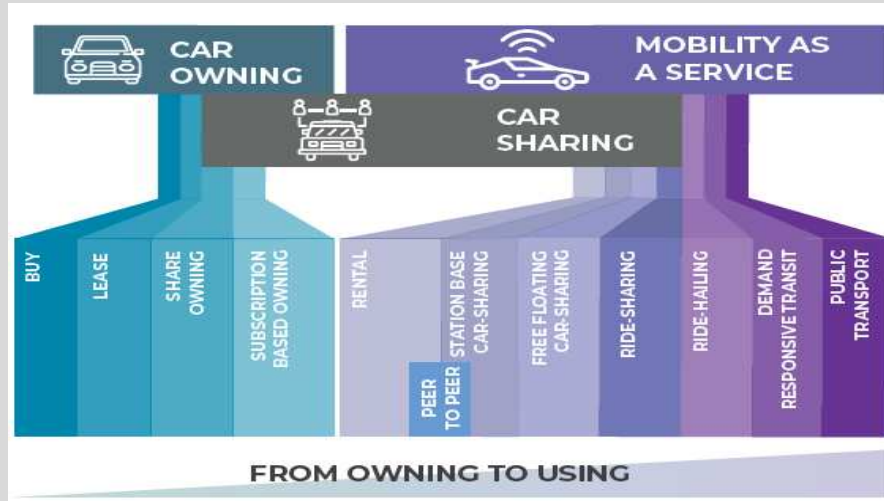 CAR
OWNING
MOBILITY AS
A SERVICE
CAR
SHARING
BUY
LEASE
SHARE
OWNING
SUBSCRIPTION
BASED OWNING
RENTAL
PEER
TO PEER
STATION BASE
CAR-SHARING
FREE FLOATING
CAR-SHARING
RIDE-SHARING
RIDE-HAILING
DEMAND
RESPONSIVE TRANSIT
PUBLIC
TRANSPORT
FROM OWNING TO USING